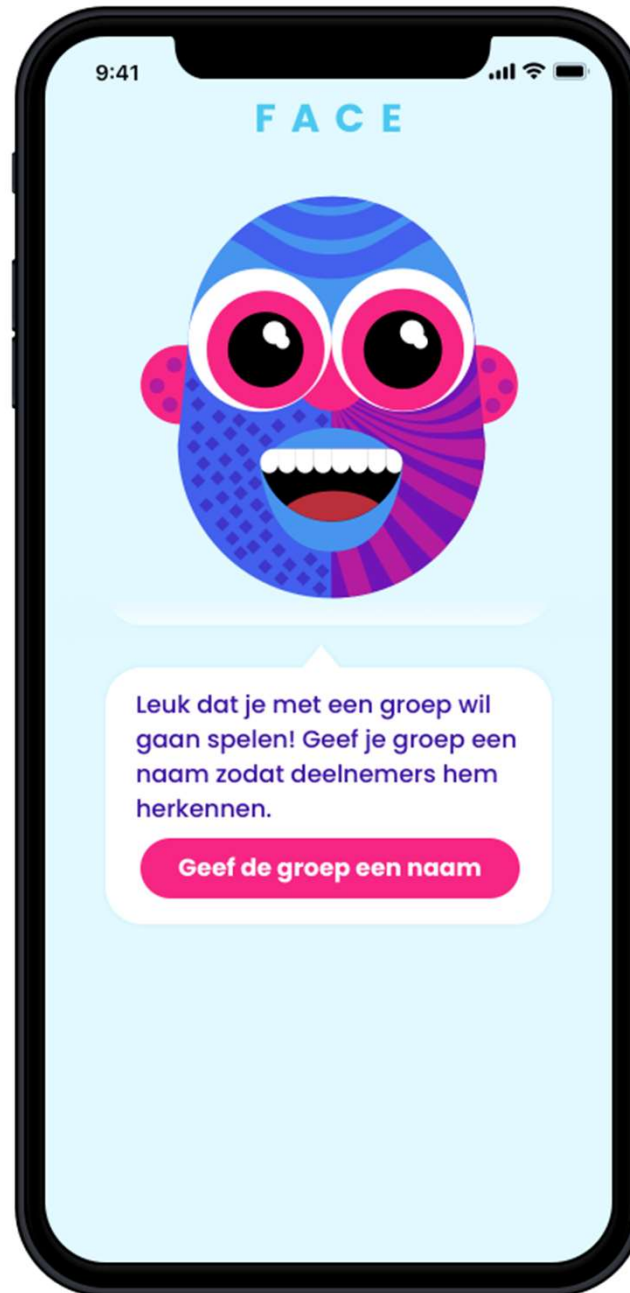 9:41
FACE
Leuk dat je met een groep wil
gaan spelen! Geef je groep een
naam zodat deelnemers hem
herkennen.
Geef de groep een naam